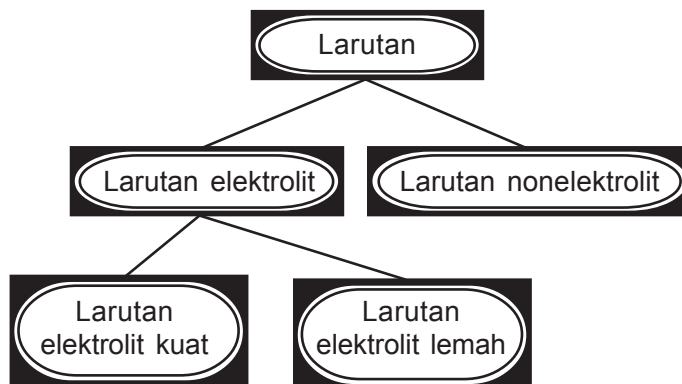 Larutan
Larutan elektrolit
Larutan nonelektrolit
Larutan
elektrolit kuat
Larutan
elektrolit lemah